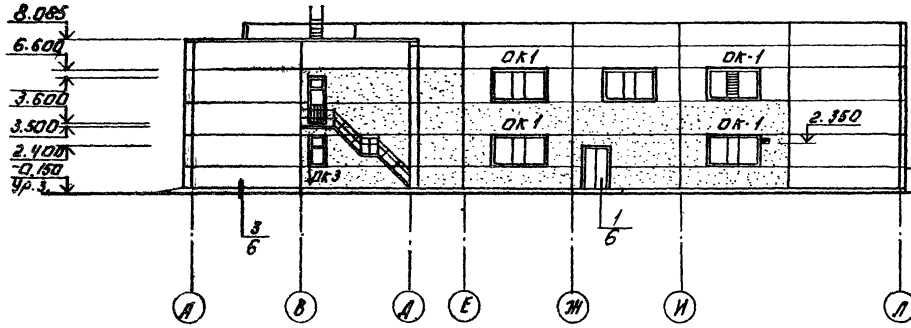 8.085
6.600
3.600
3.500
2.400
-0.150
Ур.з.
ОК1
ОК-1
ОК1
ОК-1
2.350
ОК3
3
6
1
6
А
В
Д
Е
Ж
И
Л